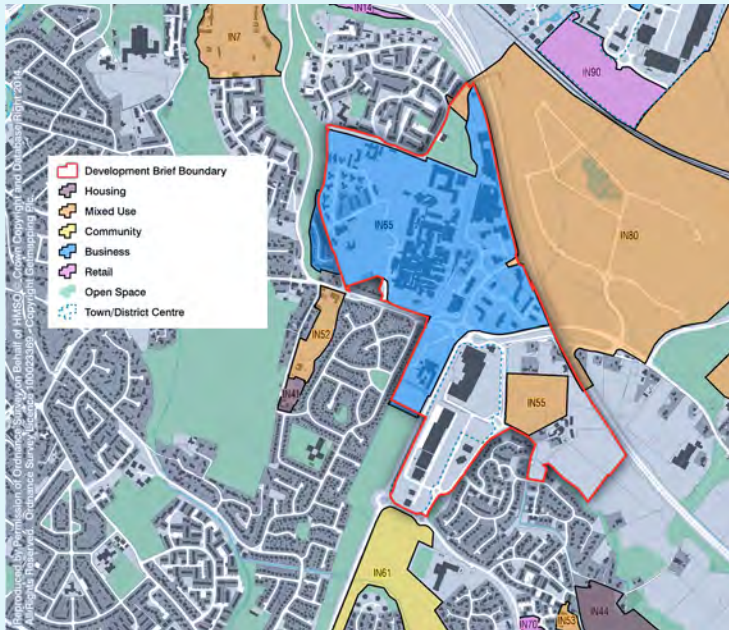 IN14
IN7
IN90
Development Brief Boundary
Housing
Mixed Use
Community
Business
Retail
Open Space
Town/District Centre
IN55
IN80
IN52
IN41
IN55
IN61
IN44
IN70
IN53
Reproduced by Permission of Ordnance Survey on Behalf of HMSO. © Crown Copyright and Database Right 2014.
All Rights Reserved. Ordnance Survey Licence 100023369 Copyright Getmapping Plc.